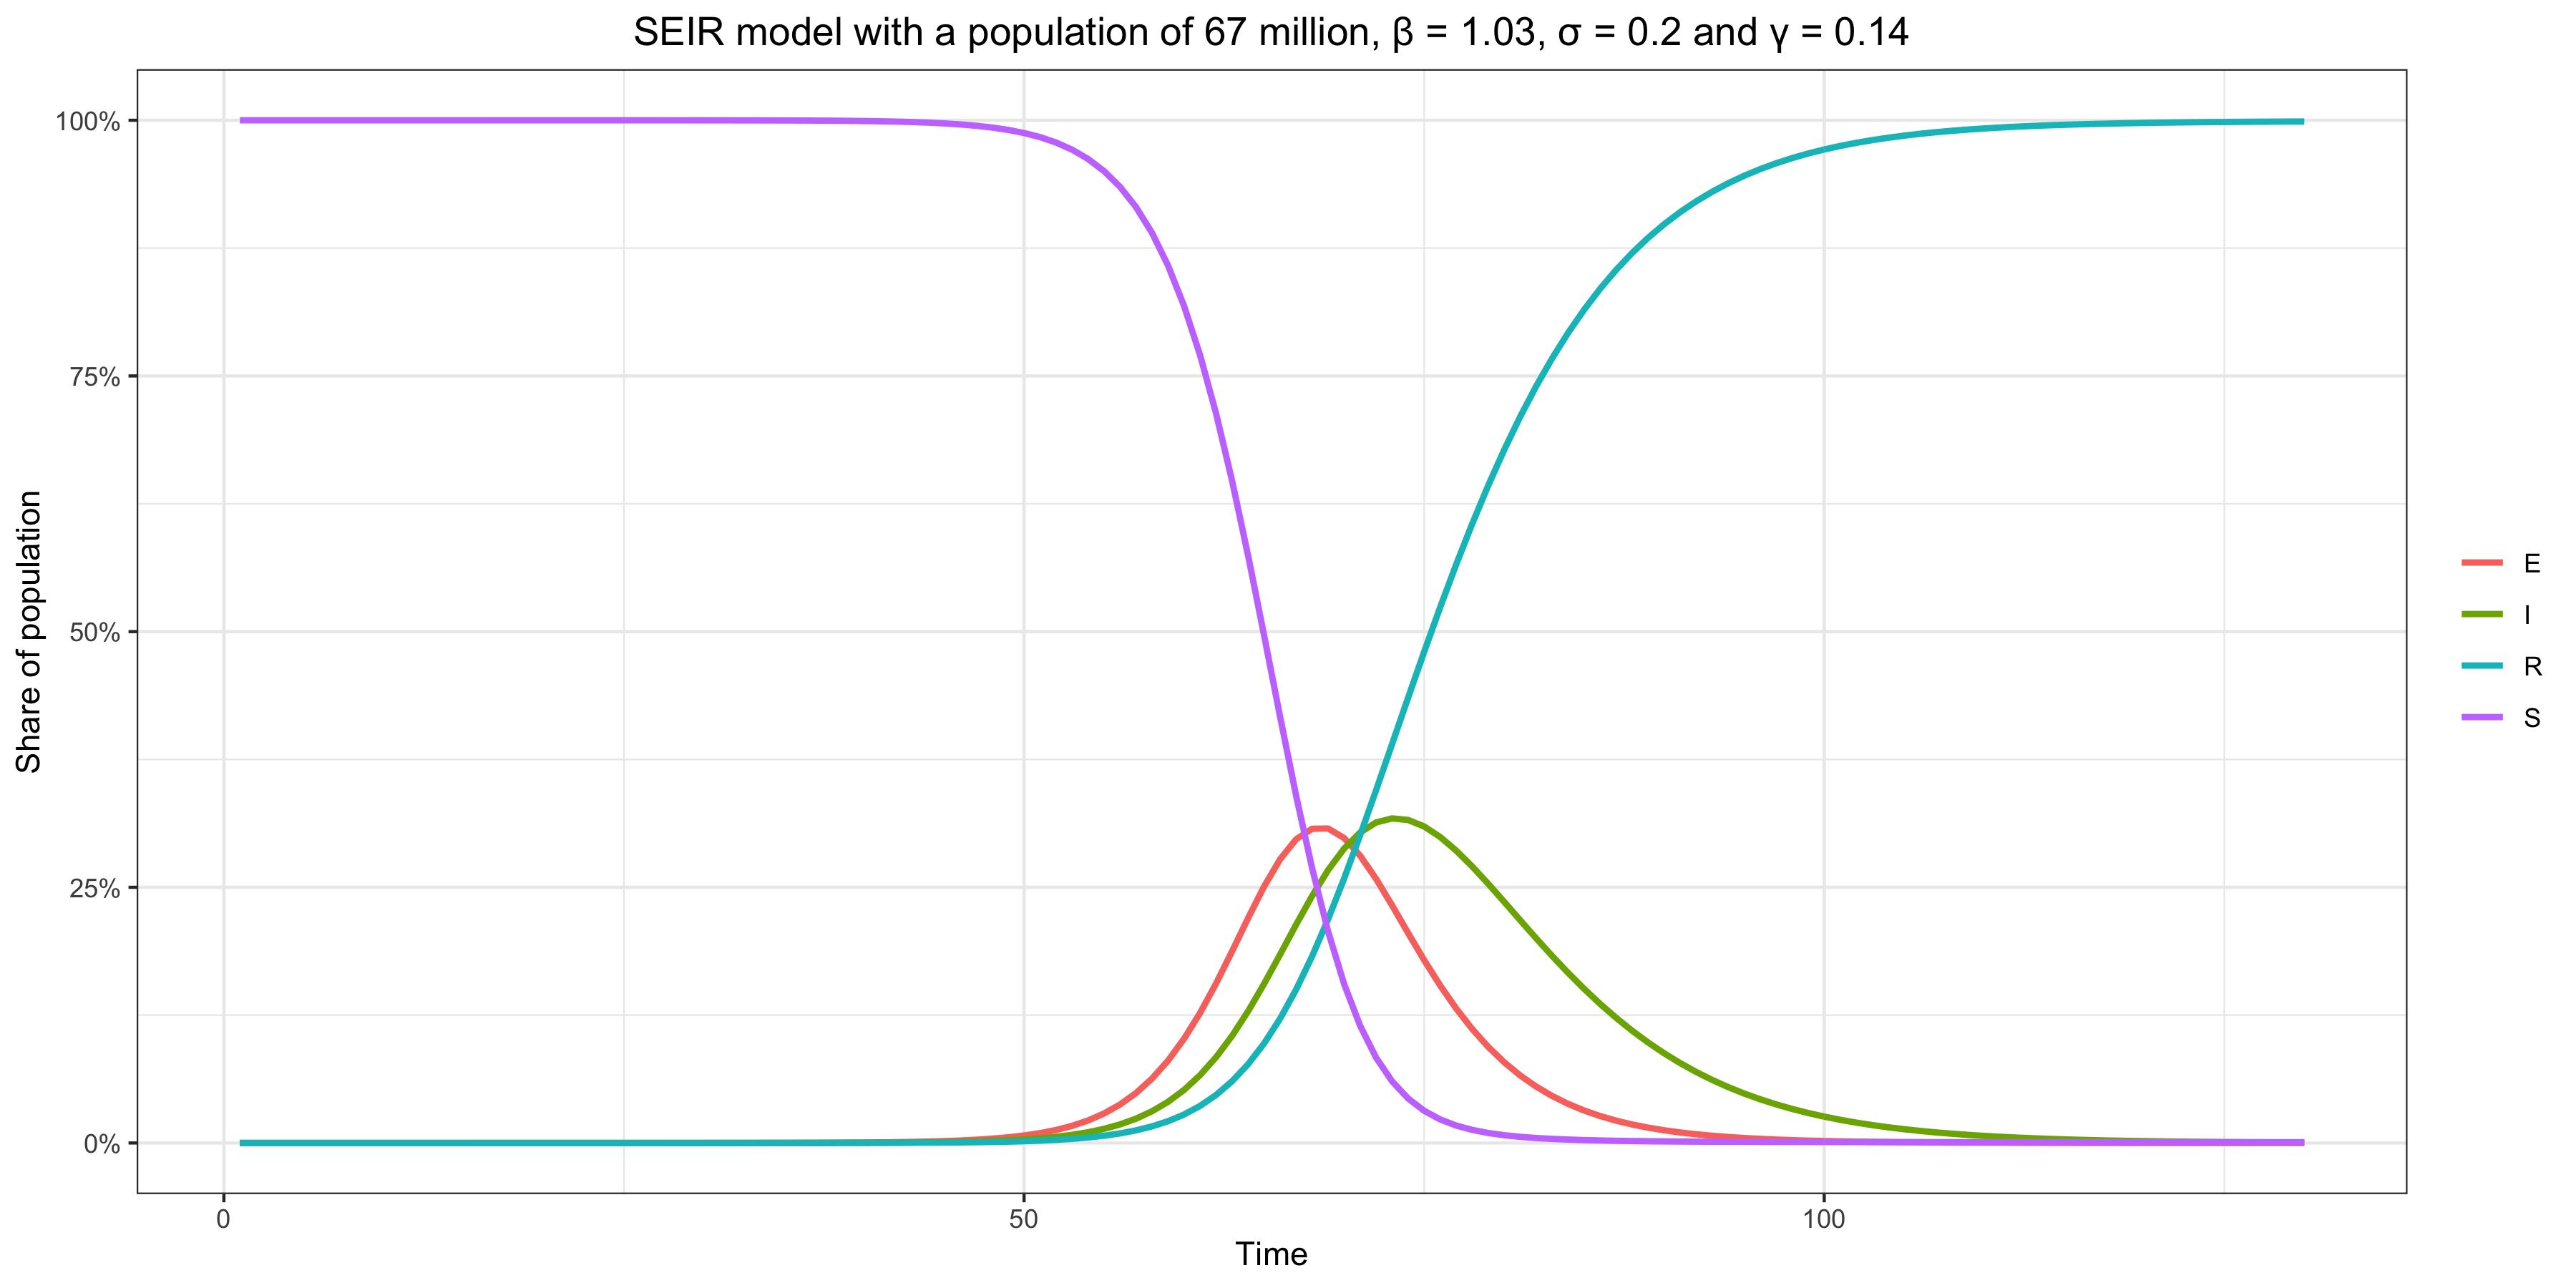 SEIR model with a population of 67 million, β = 1.03, σ = 0.2 and γ = 0.14
Share of population
100%
75%
50%
25%
0%
0
50
100
Time
E
I
R
S